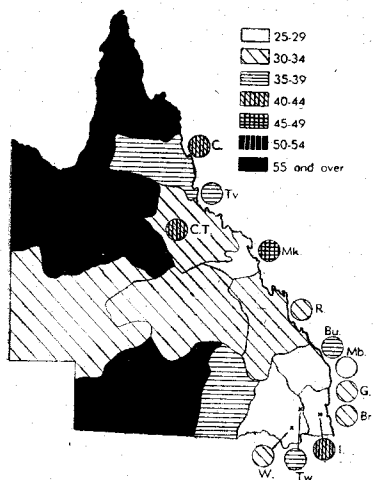 25-29
30-34
35-39
40-44
45-49
50-54
55 and over
C.
Tv.
C.T.
Mk.
R.
Bu.
Mb.
G.
Br
I.
W.
Tw